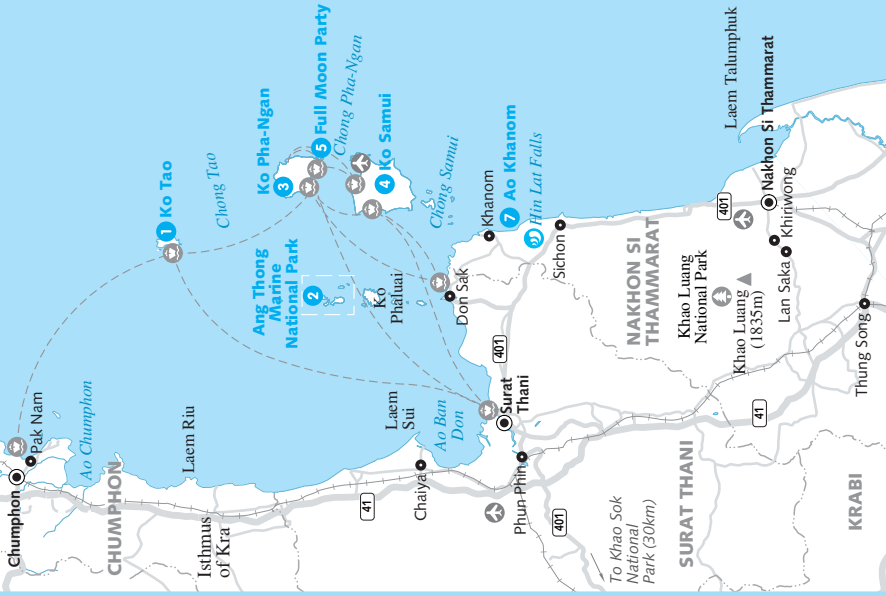 Chumphon
Pak Nam
Ao Chumphon
CHUMPHON
Laem Riu
Isthmus
of Kra
41
Chaiya
Laem
Sui
Ao Ban
Don
1 Ko Tao
Chong Tao
Ang Thong
Marine
National Park
2
Ko
Phaluai
Ko Pha-Ngan
3
5 Full Moon Party
Chong Pha-Ngan
4 Ko Samui
Chong Samui
Don Sak
Khanom
7 Ao Khanom
Hin Lat Falls
Sichon
401
Surat
Thani
Phun Phin
401
To Khao Sok
National
Park (30km)
SURAT THANI
41
KRABI
NAKHON SI
THAMMARAT
Khao Luang
National Park
Khao Luang
(1835m)
401
Laem Talumphuk
Nakhon Si Thammarat
Khiriwong
Lan Saka
Thung Song